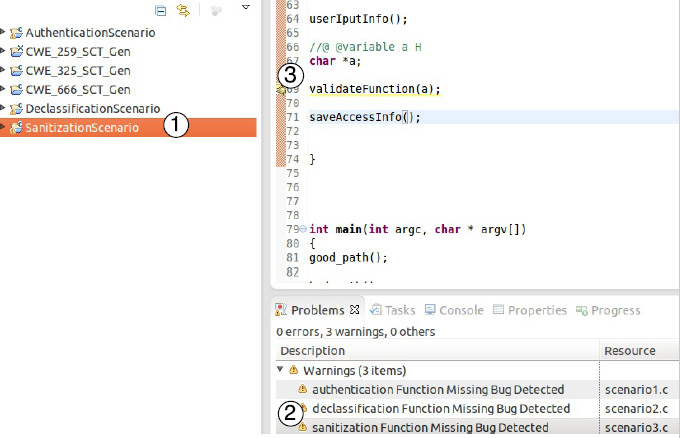 AuthenticationScenario
CWE_259_SCT_Gen
CWE_325_SCT_Gen
CWE_666_SCT_Gen
DeclassificationScenario
SanitizationScenario
1
63
64 userIputInfo();
65
66 //@ @variable a H
67 char *a;
3
69 validateFunction(a);
70
71 saveAccessInfo();
72
73
74 }
75
76
77
78
79 int main(int argc, char * argv[])
80 {
81 good_path();
82
Problems Tasks Console Properties Progress
0 errors, 3 warnings, 0 others
Description Resource
Warnings (3 items)
authentication Function Missing Bug Detected scenario1.c
2 declassification Function Missing Bug Detected scenario2.c
sanitization Function Missing Bug Detected scenario3.c